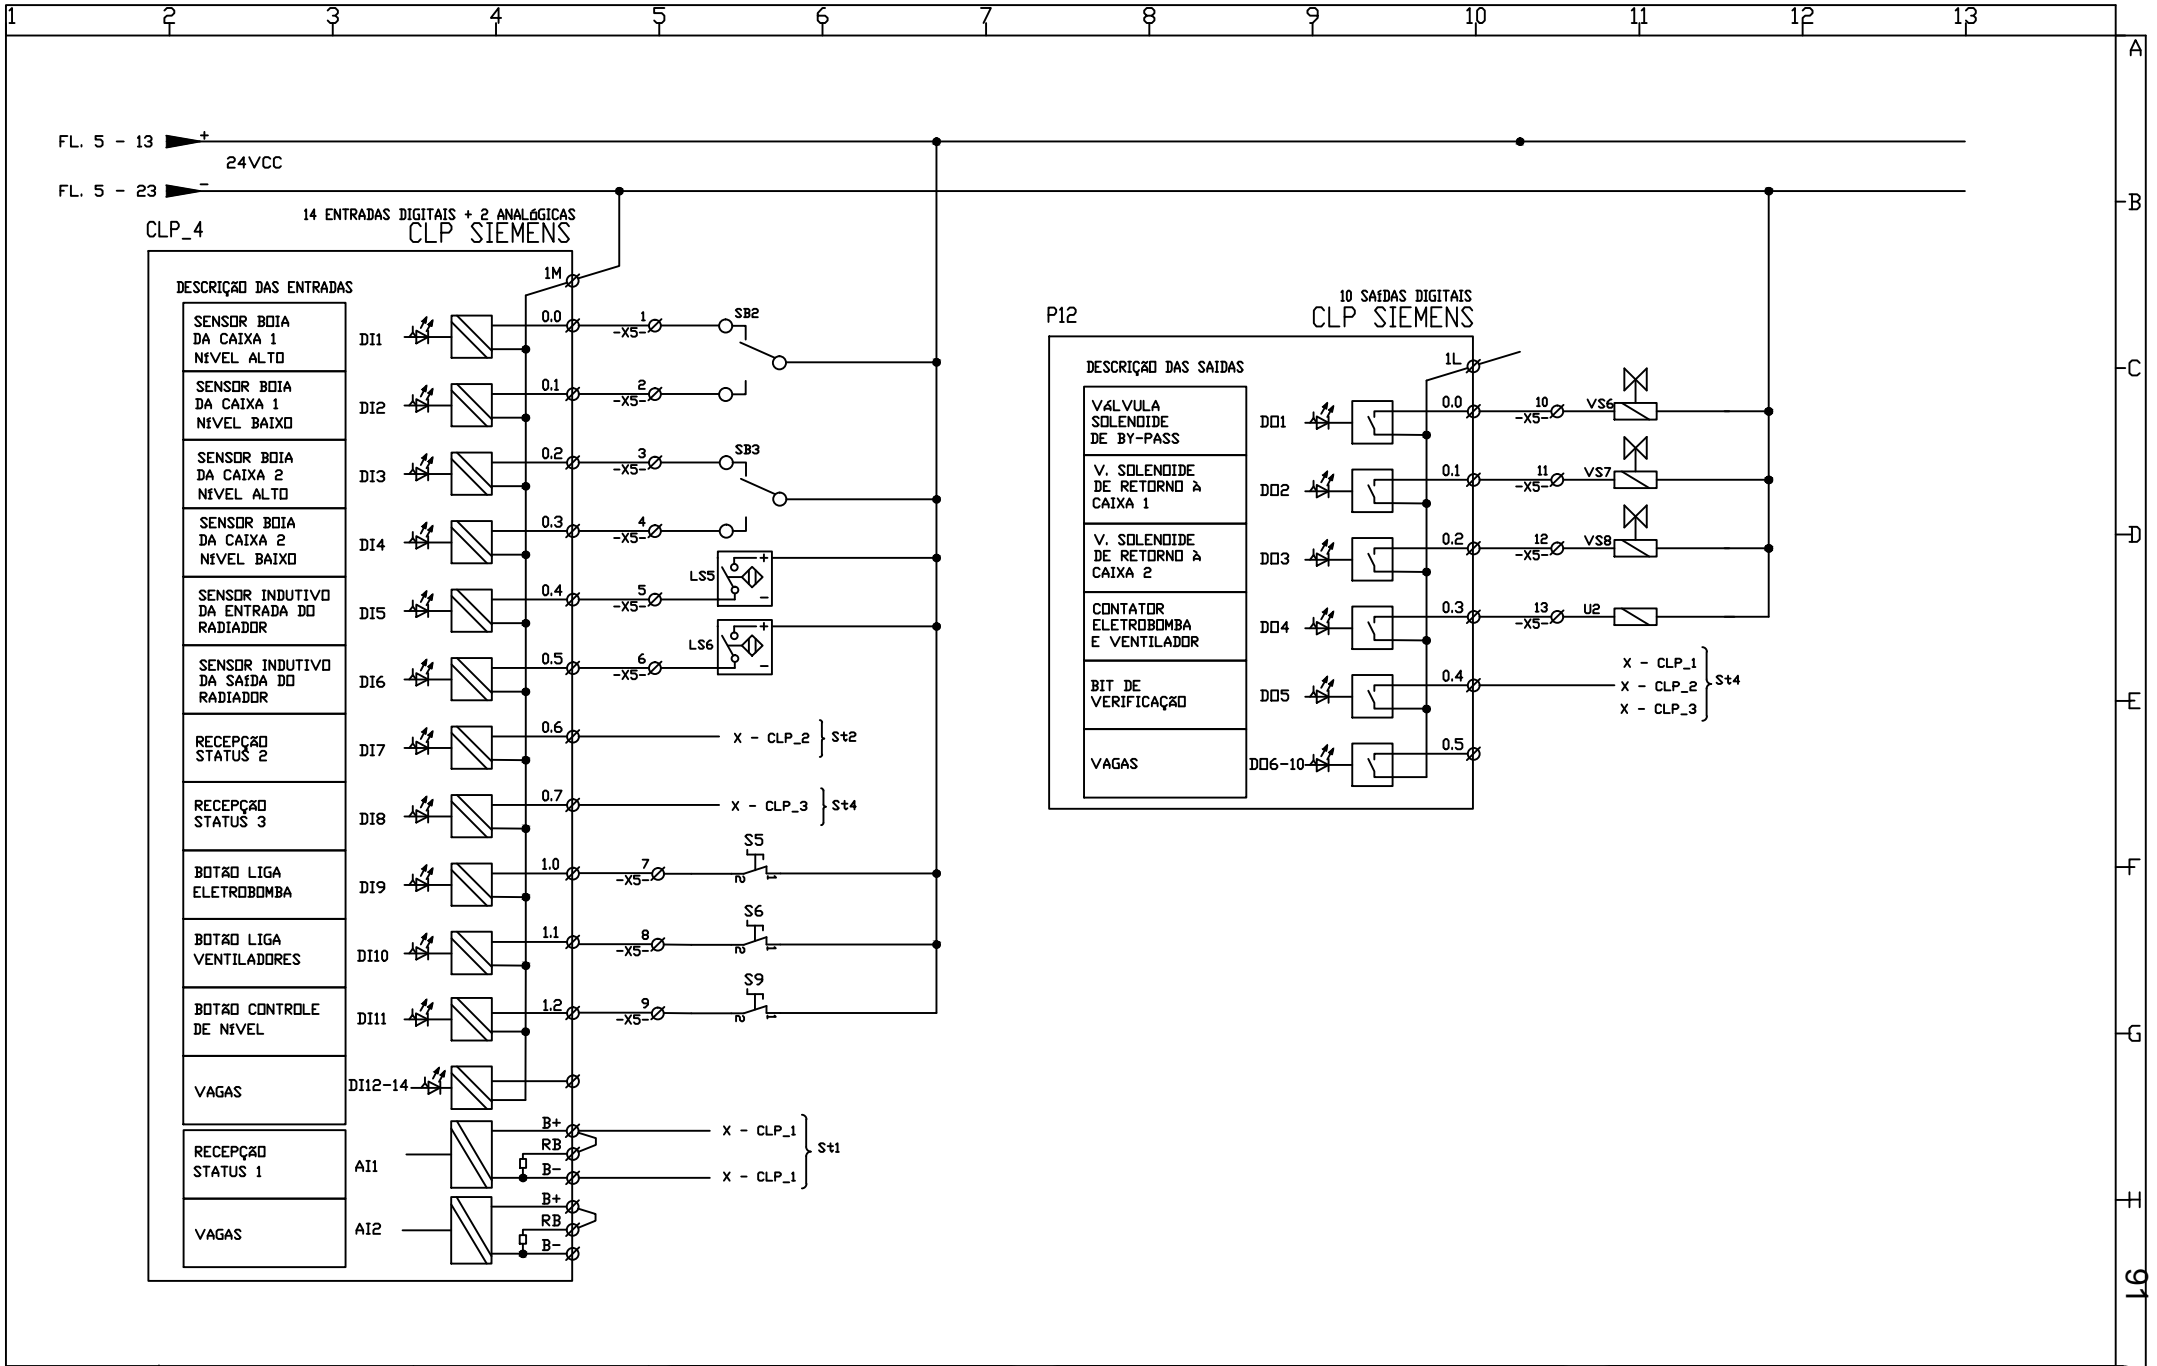 1 2 3 4 5 6 7 8 9 10 11 12 13
A
B
C
D
E
F
G
H
91
FL. 5 - 13 +
24VCC
FL. 5 - 23 -
CLP_4
14 ENTRADAS DIGITAIS + 2 ANALóGICAS
CLP SIEMENS
1M
DESCRIÇÃO DAS ENTRADAS
SENSOR BOIA
DA CAIXA 1
NíVEL ALTO
DI1
0.0
1
-X5-
SB2
SENSOR BOIA
DA CAIXA 1
NíVEL BAIXO
DI2
0.1
2
-X5-
SENSOR BOIA
DA CAIXA 2
NíVEL ALTO
DI3
0.2
3
-X5-
SB3
SENSOR BOIA
DA CAIXA 2
NíVEL BAIXO
DI4
0.3
4
-X5-
SENSOR INDUTIVO
DA ENTRADA DO
RADIADOR
DI5
0.4
5
-X5-
LS5
+
-
SENSOR INDUTIVO
DA SAíDA DO
RADIADOR
DI6
0.5
6
-X5-
LS6
+
-
RECEPÇÃO
STATUS 2
DI7
0.6
X - CLP_2
St2
RECEPÇÃO
STATUS 3
DI8
0.7
X - CLP_3
St4
BOTÃO LIGA
ELETROBOMBA
DI9
1.0
7
-X5-
S5
2 1
BOTÃO LIGA
VENTILADORES
DI10
1.1
8
-X5-
S6
2 1
BOTÃO CONTROLE
DE NíVEL
DI11
1.2
9
-X5-
S9
2 1
VAGAS
DI12-14
RECEPÇÃO
STATUS 1
AI1
B+
RB
B-
X - CLP_1
X - CLP_1
St1
VAGAS
AI2
B+
RB
B-
P12
10 SAíDAS DIGITAIS
CLP SIEMENS
1L
DESCRIÇÃO DAS SAIDAS
VáLVULA
SOLENOIDE
DE BY-PASS
DO1
0.0
10
-X5-
VS6
V. SOLENOIDE
DE RETORNO à
CAIXA 1
DO2
0.1
11
-X5-
VS7
V. SOLENOIDE
DE RETORNO à
CAIXA 2
DO3
0.2
12
-X5-
VS8
CONTATOR
ELETROBOMBA
E VENTILADOR
DO4
0.3
13
-X5-
U2
BIT DE
VERIFICAÇÃO
DO5
0.4
X - CLP_1
X - CLP_2
X - CLP_3
St4
VAGAS
DO6-10
0.5